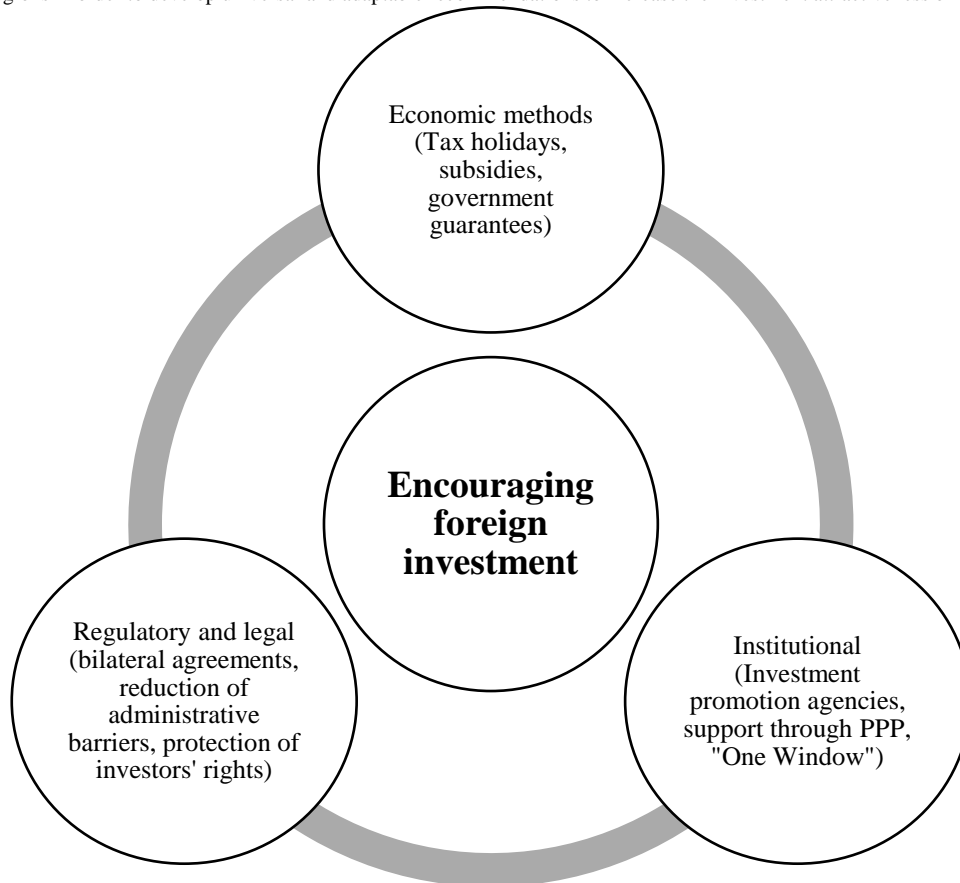 Economic methods
(Tax holidays,
subsidies,
government
guarantees)
Encouraging
foreign
investment
Regulatory and legal
(bilateral agreements,
reduction of
administrative
barriers, protection of
investors' rights)
Institutional
(Investment
promotion agencies,
support through PPP,
"One Window")